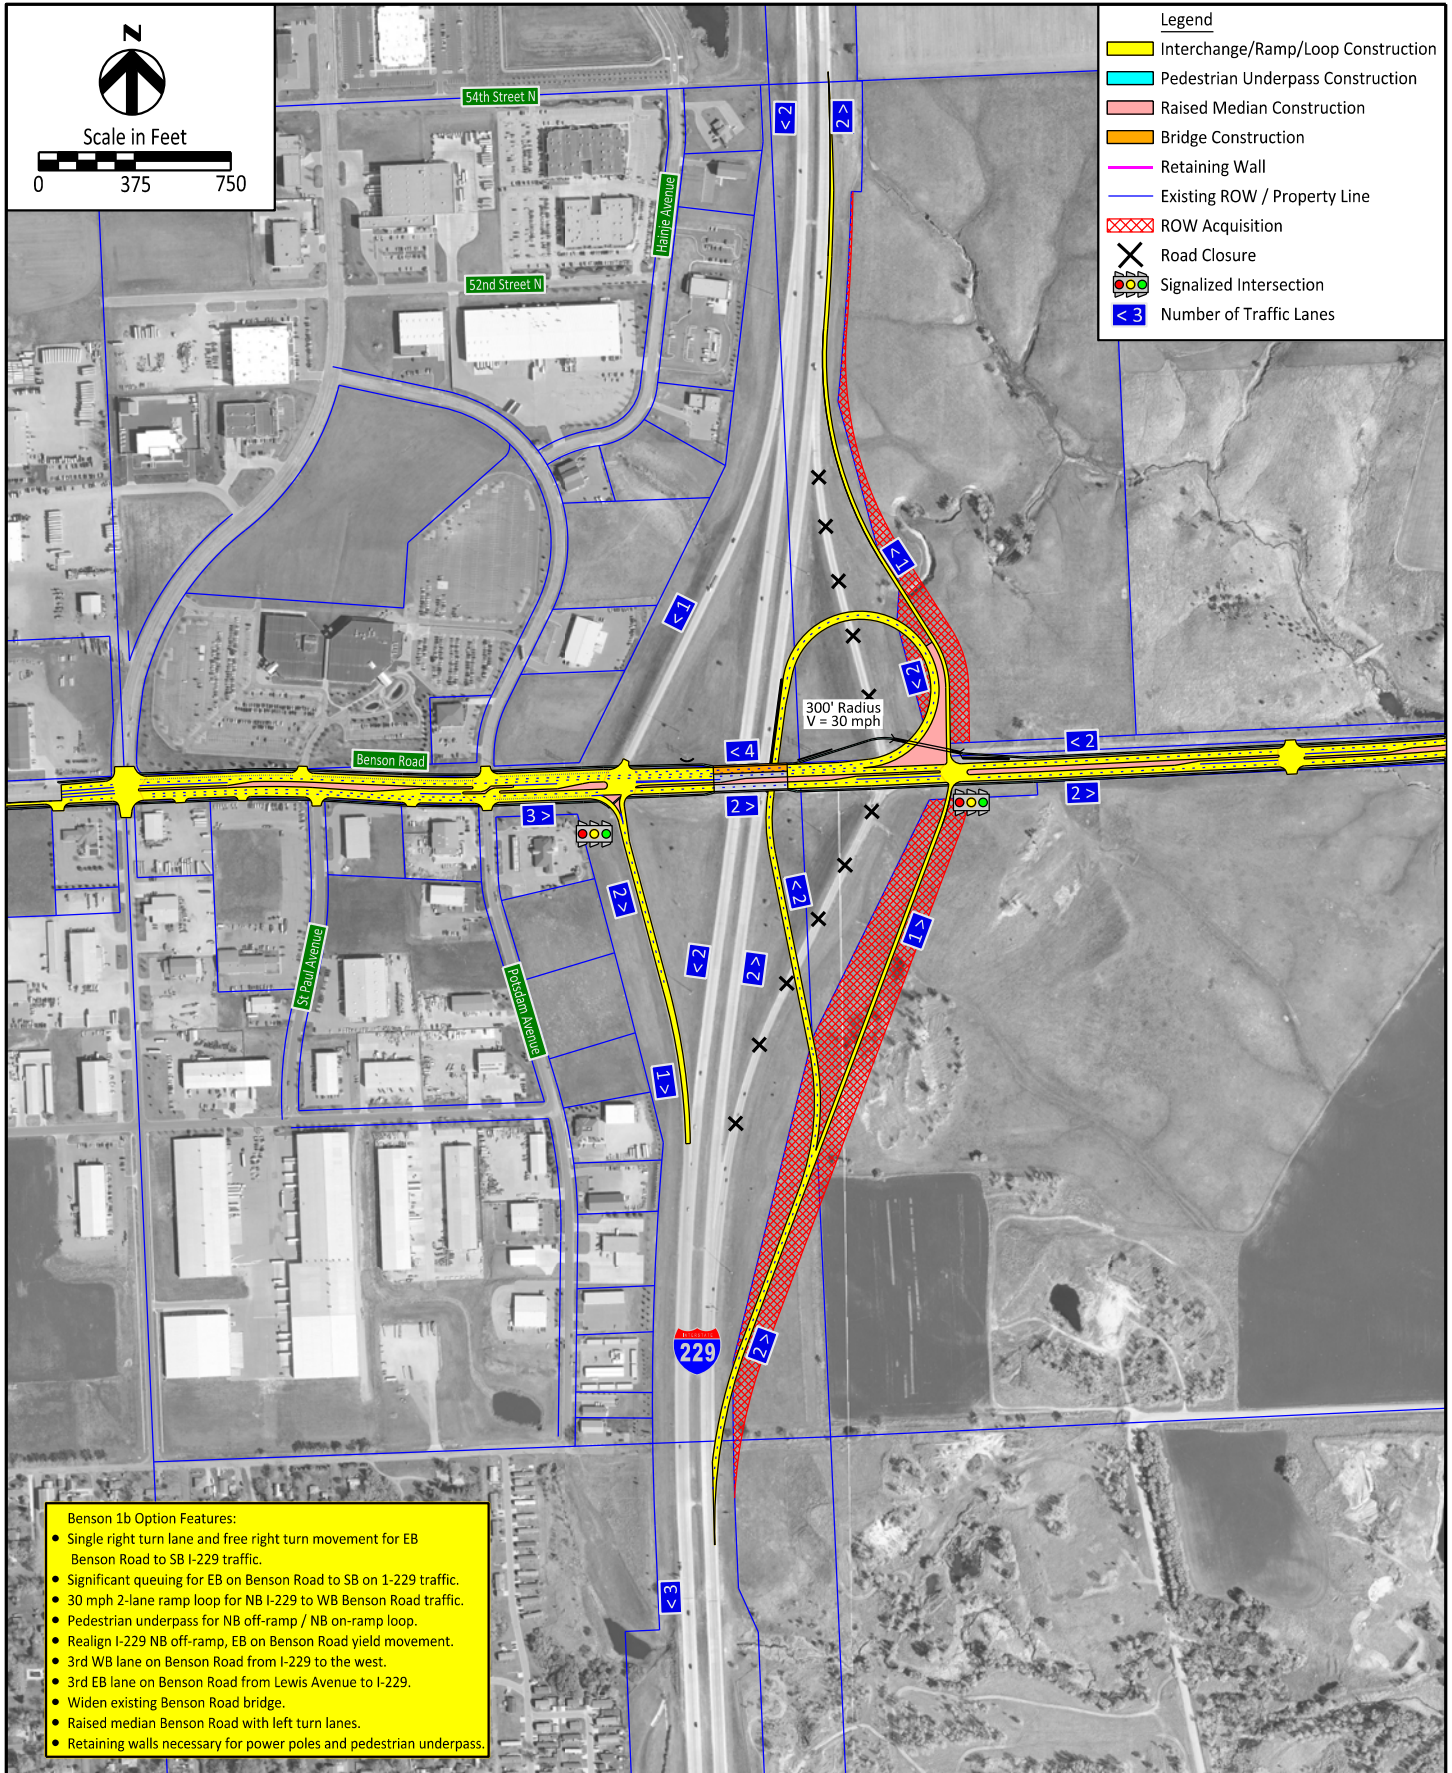 N
Scale in Feet
0 375 750
Legend
Interchange/Ramp/Loop Construction
Pedestrian Underpass Construction
Raised Median Construction
Bridge Construction
Retaining Wall
Existing ROW / Property Line
ROW Acquisition
Road Closure
Signalized Intersection
< 3 Number of Traffic Lanes
54th Street N
< 2
2 >
Hainje Avenue
52nd Street N
< 1
< 1
< 2
300' Radius
V = 30 mph
Benson Road
< 4
< 2
3 >
2 >
2 >
2 >
< 2
1 >
St Paul Avenue
Potsdam Avenue
< 2
2 >
1 >
INTERSTATE
229
2 >
< 3
Benson 1b Option Features:
• Single right turn lane and free right turn movement for EB
Benson Road to SB I-229 traffic.
• Significant queuing for EB on Benson Road to SB on 1-229 traffic.
• 30 mph 2-lane ramp loop for NB I-229 to WB Benson Road traffic.
• Pedestrian underpass for NB off-ramp / NB on-ramp loop.
• Realign I-229 NB off-ramp, EB on Benson Road yield movement.
• 3rd WB lane on Benson Road from I-229 to the west.
• 3rd EB lane on Benson Road from Lewis Avenue to I-229.
• Widen existing Benson Road bridge.
• Raised median Benson Road with left turn lanes.
• Retaining walls necessary for power poles and pedestrian underpass.